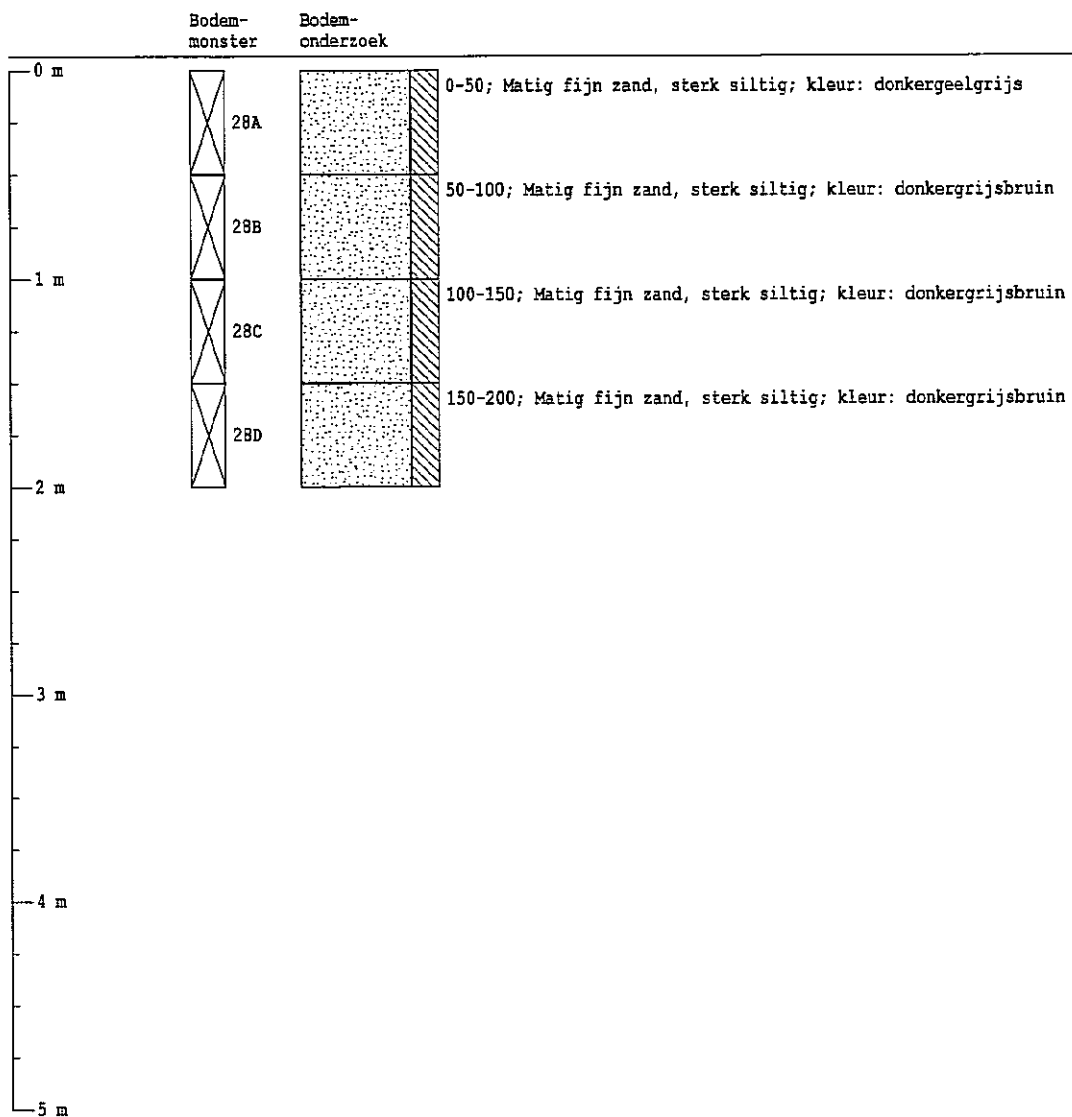 Bodem-
monster
Bodem-
onderzoek
0 m
28A
0-50; Matig fijn zand, sterk siltig; kleur: donkergeelgrijs
28B
50-100; Matig fijn zand, sterk siltig; kleur: donkergrijsbruin
1 m
28C
100-150; Matig fijn zand, sterk siltig; kleur: donkergrijsbruin
28D
150-200; Matig fijn zand, sterk siltig; kleur: donkergrijsbruin
2 m
3 m
4 m
5 m